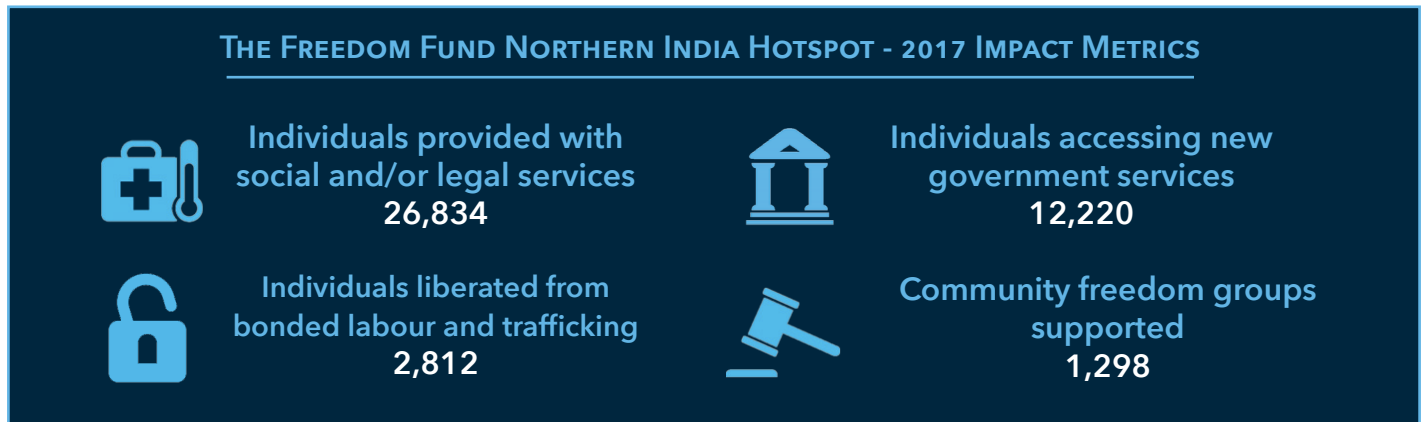 The Freedom Fund Northern India Hotspot - 2017 Impact Metrics
Individuals provided with
social and/or legal services
26,834
Individuals accessing new
government services
12,220
Individuals liberated from
bonded labour and trafficking
2,812
Community freedom groups
supported
1,298